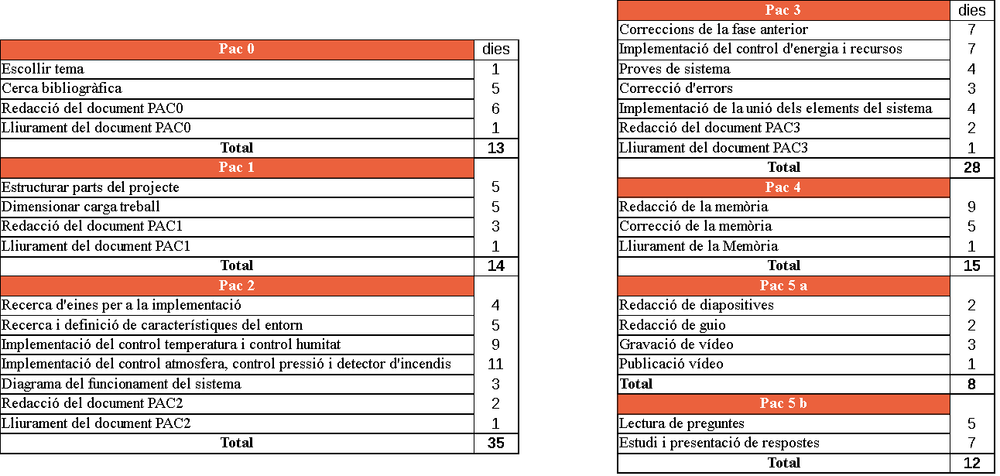 Pac 0 dies
Escollir tema 1
Cerca bibliogràfica 5
Redacció del document PAC0 6
Lliurament del document PAC0 1
Total 13
Pac 1
Estructurar parts del projecte 5
Dimensionar carga treball 5
Redacció del document PAC1 3
Lliurament del document PAC1 1
Total 14
Pac 2
Recerca d'eines per a la implementació 4
Recerca i definició de característiques del entorn 5
Implementació del control temperatura i control humitat 9
Implementació del control atmosfera, control pressió i detector d'incendis 11
Diagrama del funcionament del sistema 3
Redacció del document PAC2 2
Lliurament del document PAC2 1
Total 35
Pac 3 dies
Correccions de la fase anterior 7
Implementació del control d'energia i recursos 7
Proves de sistema 4
Correcció d'errors 3
Implementació de la unió dels elements del sistema 4
Redacció del document PAC3 2
Lliurament del document PAC3 1
Total 28
Pac 4
Redacció de la memòria 9
Correcció de la memòria 5
Lliurament de la Memòria 1
Total 15
Pac 5 a
Redacció de diapositives 2
Redacció de guio 2
Gravació de vídeo 3
Publicació vídeo 1
Total 8
Pac 5 b
Lectura de preguntes 5
Estudi i presentació de respostes 7
Total 12